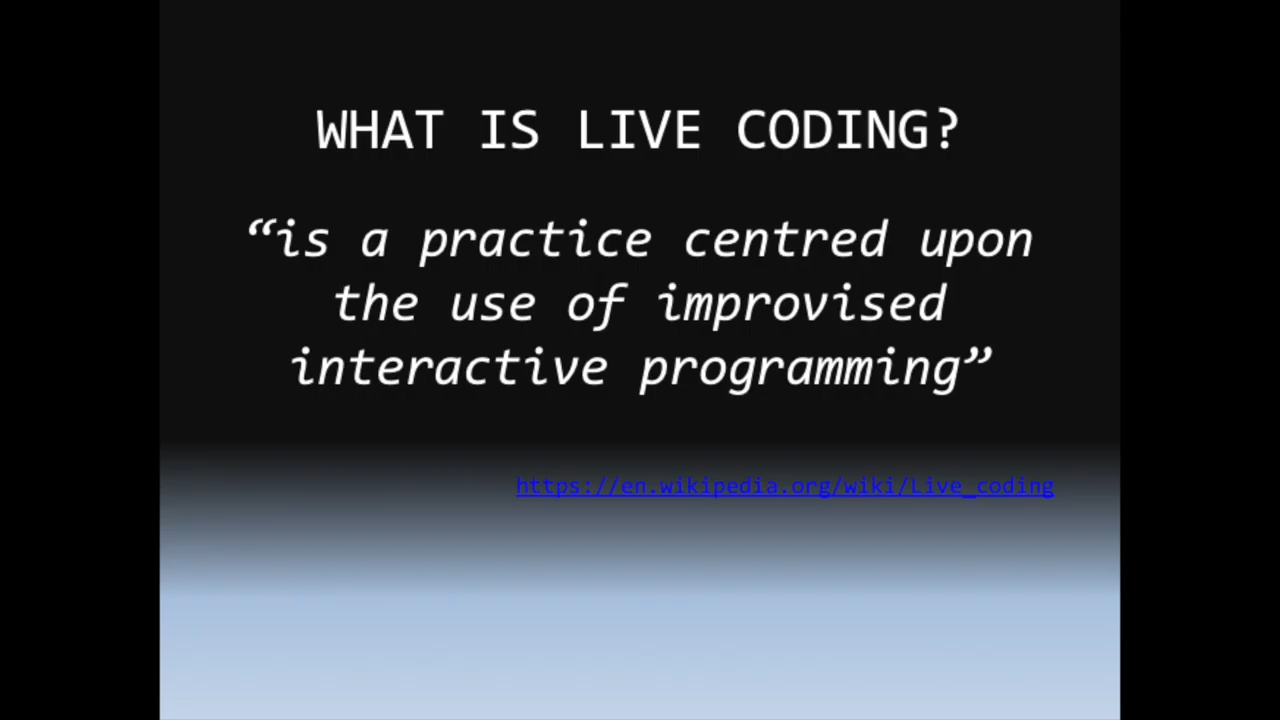 WHAT IS LIVE CODING?
“is a practice centred upon
the use of improvised
interactive programming”
https://en.wikipedia.org/wiki/Live_coding